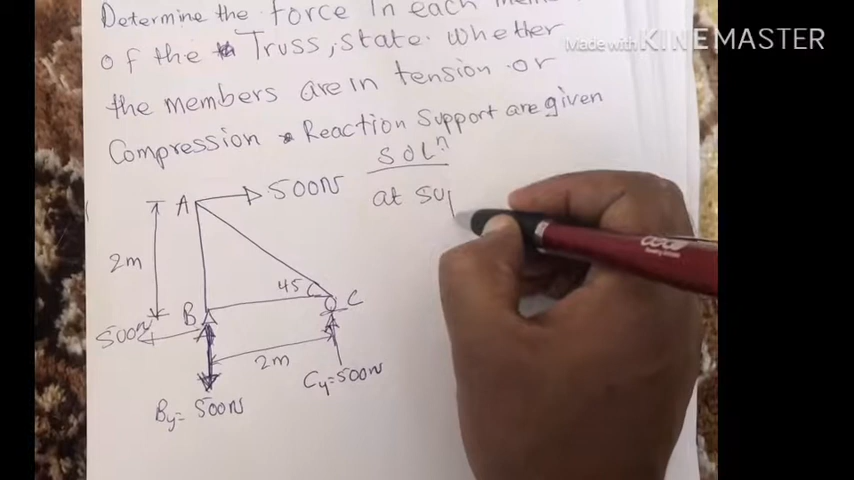 Determine the force in each
of the Truss, State. whether
Made with KINEMASTER
the members are in tension or
Compression Reaction Support are given
Solⁿ
at su
A
500N
2m
45
B
C
500N
2m
By= 500N
Cy=500N